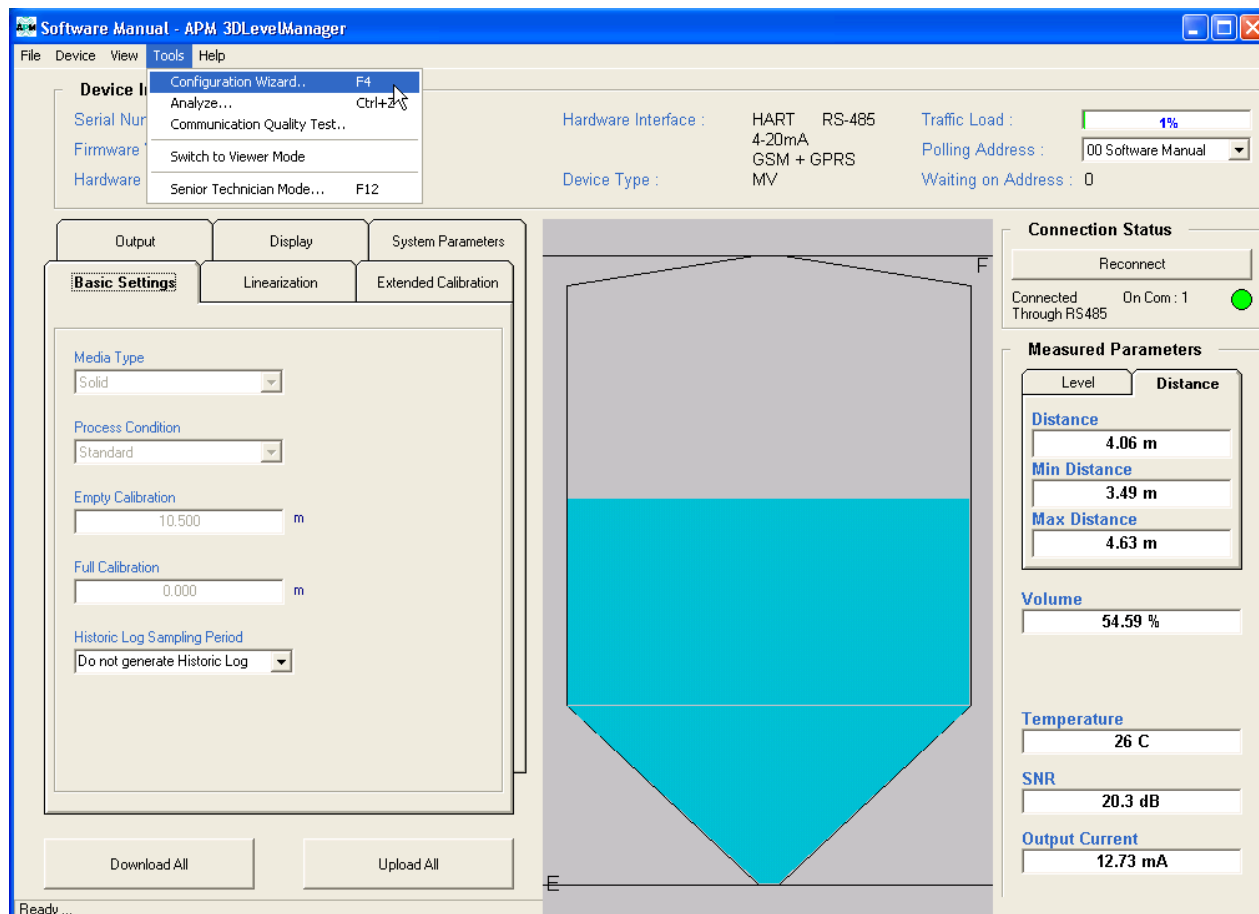 APM Software Manual - APM 3DLevelManager
File Device View Tools Help
Configuration Wizard.. F4
Analyze... Ctrl+Z
Communication Quality Test..
Switch to Viewer Mode
Senior Technician Mode... F12
Device
Serial
Firmware
Hardware
Hardware Interface : HART RS-485
4-20mA
GSM + GPRS
Device Type : MV
Traffic Load : 1%
Polling Address : 00 Software Manual
Waiting on Address : 0
Output Display System Parameters
Basic Settings Linearization Extended Calibration
Media Type
Solid
Process Condition
Standard
Empty Calibration
10.500 m
Full Calibration
0.000 m
Historic Log Sampling Period
Do not generate Historic Log
Download All Upload All
Ready ...
F
E
Connection Status
Reconnect
Connected On Com : 1
Through RS485
Measured Parameters
Level Distance
Distance
4.06 m
Min Distance
3.49 m
Max Distance
4.63 m
Volume
54.59 %
Temperature
26 C
SNR
20.3 dB
Output Current
12.73 mA